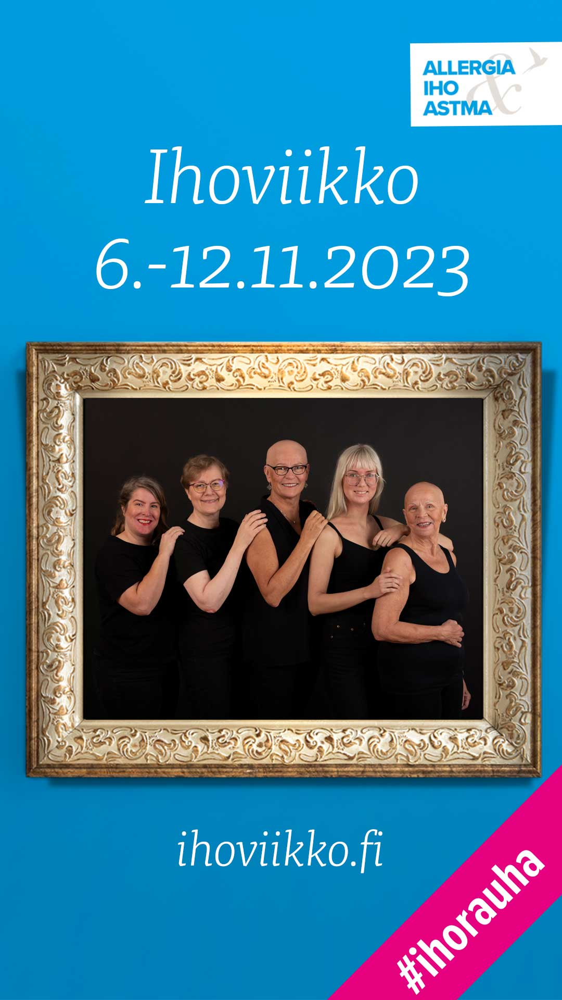 ALLERGIA
IHO &
ASTMA
Ihoviikko
6.-12.11.2023
ihoviikko.fi
#ihorauha